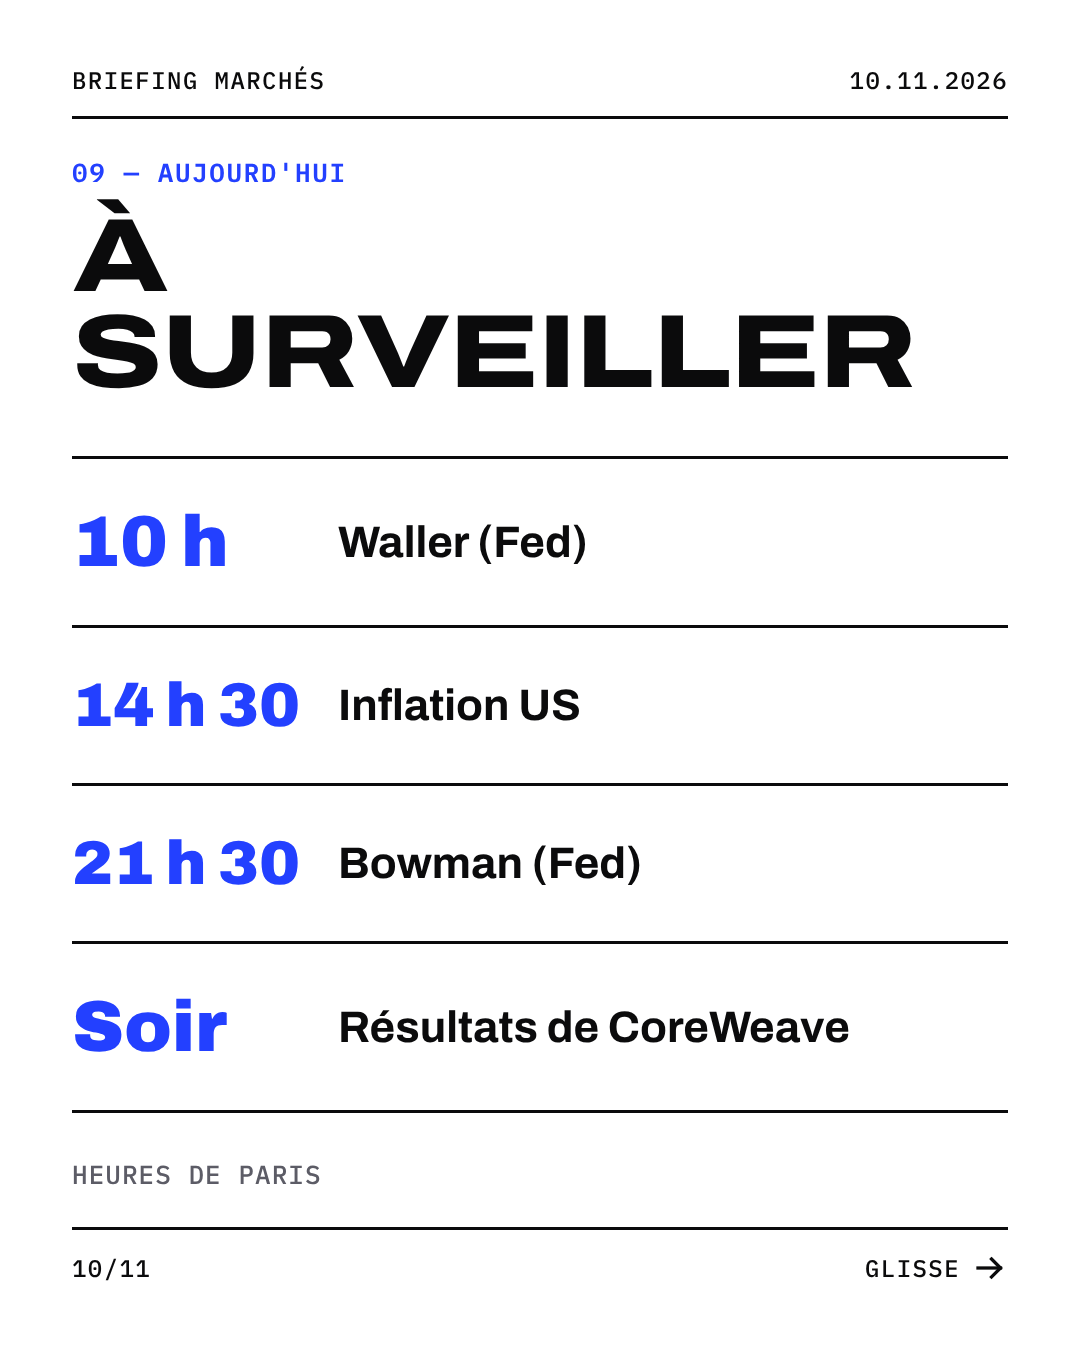 BRIEFING MARCHÉS 10.11.2026
09 — AUJOURD'HUI
À
SURVEILLER
10 h Waller (Fed)
14 h 30 Inflation US
21 h 30 Bowman (Fed)
Soir Résultats de CoreWeave
HEURES DE PARIS
10/11 GLISSE →